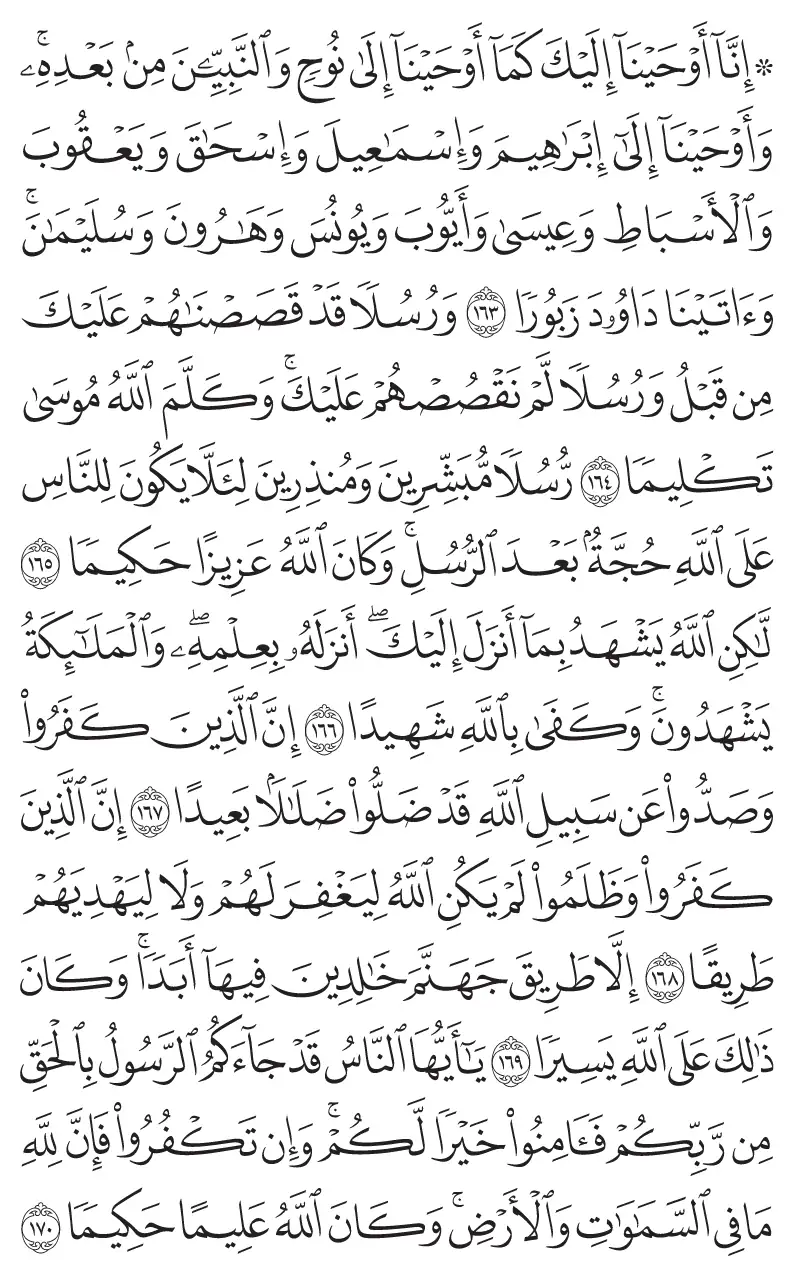 ۞ إِنَّآ أَوۡحَيۡنَآ إِلَيۡكَ كَمَآ أَوۡحَيۡنَآ إِلَىٰ نُوحٖ وَٱلنَّبِيِّـۧنَ مِنۢ بَعۡدِهِۦۚ
وَأَوۡحَيۡنَآ إِلَىٰٓ إِبۡرَٰهِيمَ وَإِسۡمَٰعِيلَ وَإِسۡحَٰقَ وَيَعۡقُوبَ
وَٱلۡأَسۡبَاطِ وَعِيسَىٰ وَأَيُّوبَ وَيُونُسَ وَهَٰرُونَ وَسُلَيۡمَٰنَۚ
وَءَاتَيۡنَا دَاوُۥدَ زَبُورٗا ١٦٣ وَرُسُلٗا قَدۡ قَصَصۡنَٰهُمۡ عَلَيۡكَ
مِن قَبۡلُ وَرُسُلٗا لَّمۡ نَقۡصُصۡهُمۡ عَلَيۡكَۚ وَكَلَّمَ ٱللَّهُ مُوسَىٰ
تَكۡلِيمٗا ١٦٤ رُّسُلٗا مُّبَشِّرِينَ وَمُنذِرِينَ لِئَلَّا يَكُونَ لِلنَّاسِ
عَلَى ٱللَّهِ حُجَّةُۢ بَعۡدَ ٱلرُّسُلِۚ وَكَانَ ٱللَّهُ عَزِيزًا حَكِيمٗا ١٦٥
لَّٰكِنِ ٱللَّهُ يَشۡهَدُ بِمَآ أَنزَلَ إِلَيۡكَۖ أَنزَلَهُۥ بِعِلۡمِهِۦۖ وَٱلۡمَلَٰٓئِكَةُ
يَشۡهَدُونَۚ وَكَفَىٰ بِٱللَّهِ شَهِيدًا ١٦٦ إِنَّ ٱلَّذِينَ كَفَرُواْ
وَصَدُّواْ عَن سَبِيلِ ٱللَّهِ قَدۡ ضَلُّواْ ضَلَٰلَۢا بَعِيدًا ١٦٧ إِنَّ ٱلَّذِينَ
كَفَرُواْ وَظَلَمُواْ لَمۡ يَكُنِ ٱللَّهُ لِيَغۡفِرَ لَهُمۡ وَلَا لِيَهۡدِيَهُمۡ
طَرِيقًا ١٦٨ إِلَّا طَرِيقَ جَهَنَّمَ خَٰلِدِينَ فِيهَآ أَبَدٗاۚ وَكَانَ
ذَٰلِكَ عَلَى ٱللَّهِ يَسِيرٗا ١٦٩ يَٰٓأَيُّهَا ٱلنَّاسُ قَدۡ جَآءَكُمُ ٱلرَّسُولُ بِٱلۡحَقِّ
مِن رَّبِّكُمۡ فَـَٔامِنُواْ خَيۡرٗا لَّكُمۡۚ وَإِن تَكۡفُرُواْ فَإِنَّ لِلَّهِ
مَا فِي ٱلسَّمَٰوَٰتِ وَٱلۡأَرۡضِۚ وَكَانَ ٱللَّهُ عَلِيمًا حَكِيمٗا ١٧٠